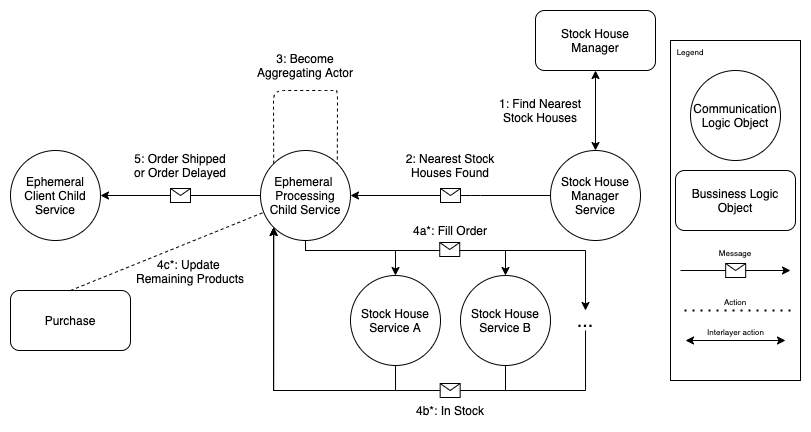 Stock House
Manager
Legend
3: Become
Aggregating Actor
1: Find Nearest
Stock Houses
Communication
Logic Object
5: Order Shipped
or Order Delayed
2: Nearest Stock
Houses Found
Ephemeral
Client Child
Service
Ephemeral
Processing
Child Service
Stock House
Manager
Service
Bussiness Logic
Object
4a*: Fill Order
Message
4c*: Update
Remaining Products
Action
Purchase
Stock House
Service A
Stock House
Service B
...
Interlayer action
4b*: In Stock